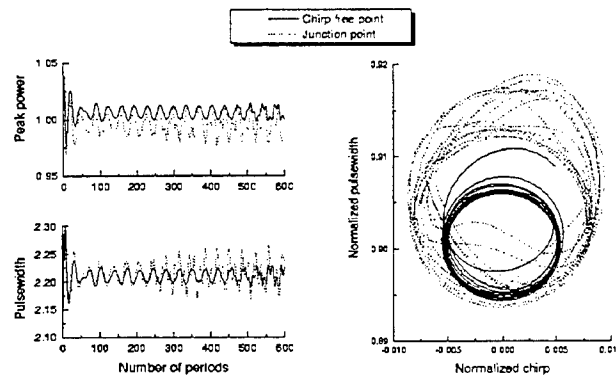 Chirp free point
Junction point
1.05
1.00
0.95
Peak power
0 100 200 300 400 500 600
2.30
2.25
2.20
2.15
2.10
Pulsewidth
0 100 200 300 400 500 600
Number of periods
0.92
0.91
0.90
0.89
Normalized pulsewidth
-0.010 -0.005 0.000 0.005 0.010
Normalized chirp